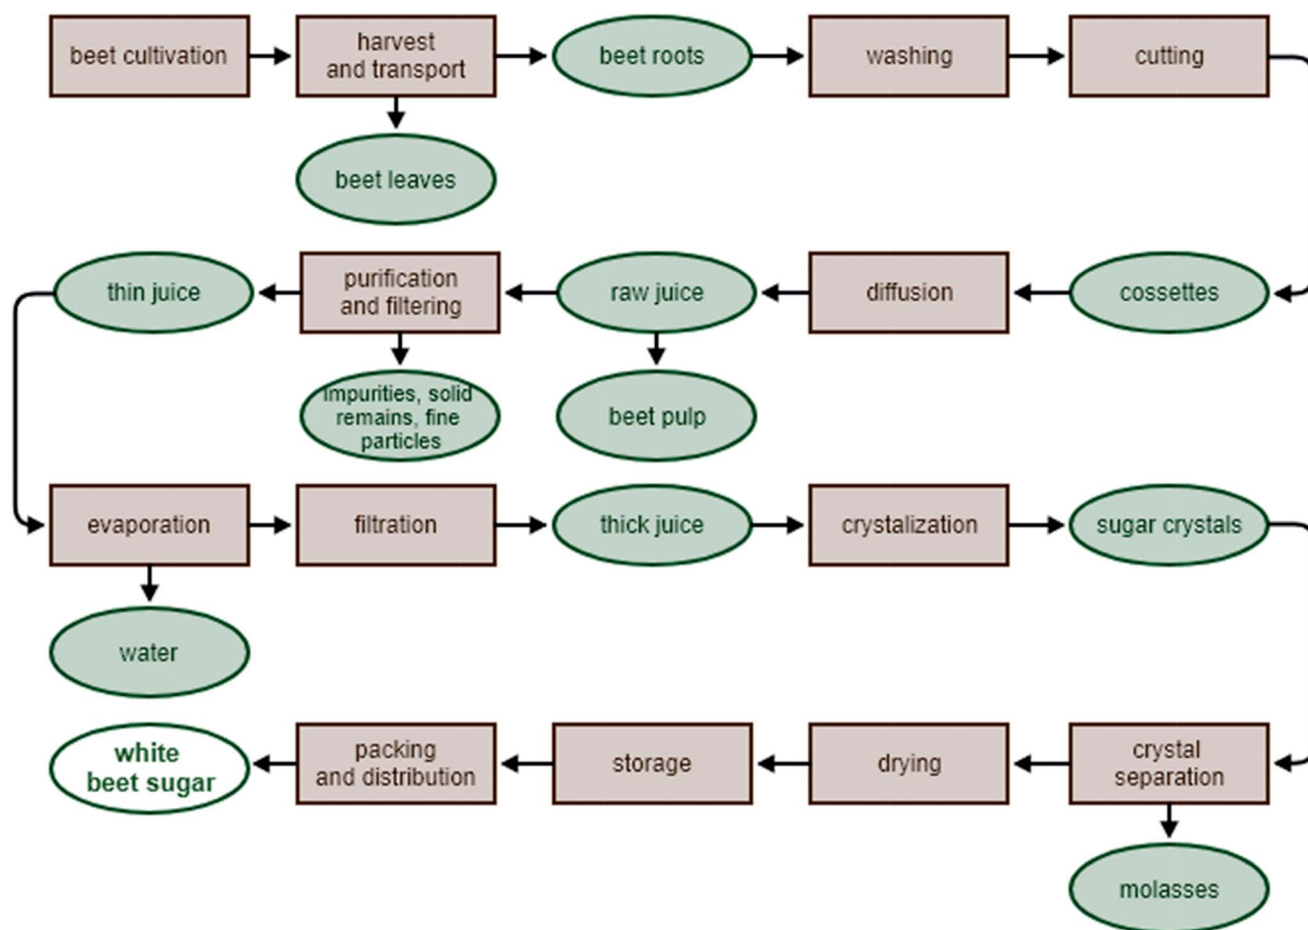 beet cultivation
harvest
and transport
beet roots
washing
cutting
beet leaves
thin juice
purification
and filtering
raw juice
diffusion
cossettes
impurities, solid
remains, fine
particles
beet pulp
evaporation
filtration
thick juice
crystalization
sugar crystals
water
white
beet sugar
packing
and distribution
storage
drying
crystal
separation
molasses